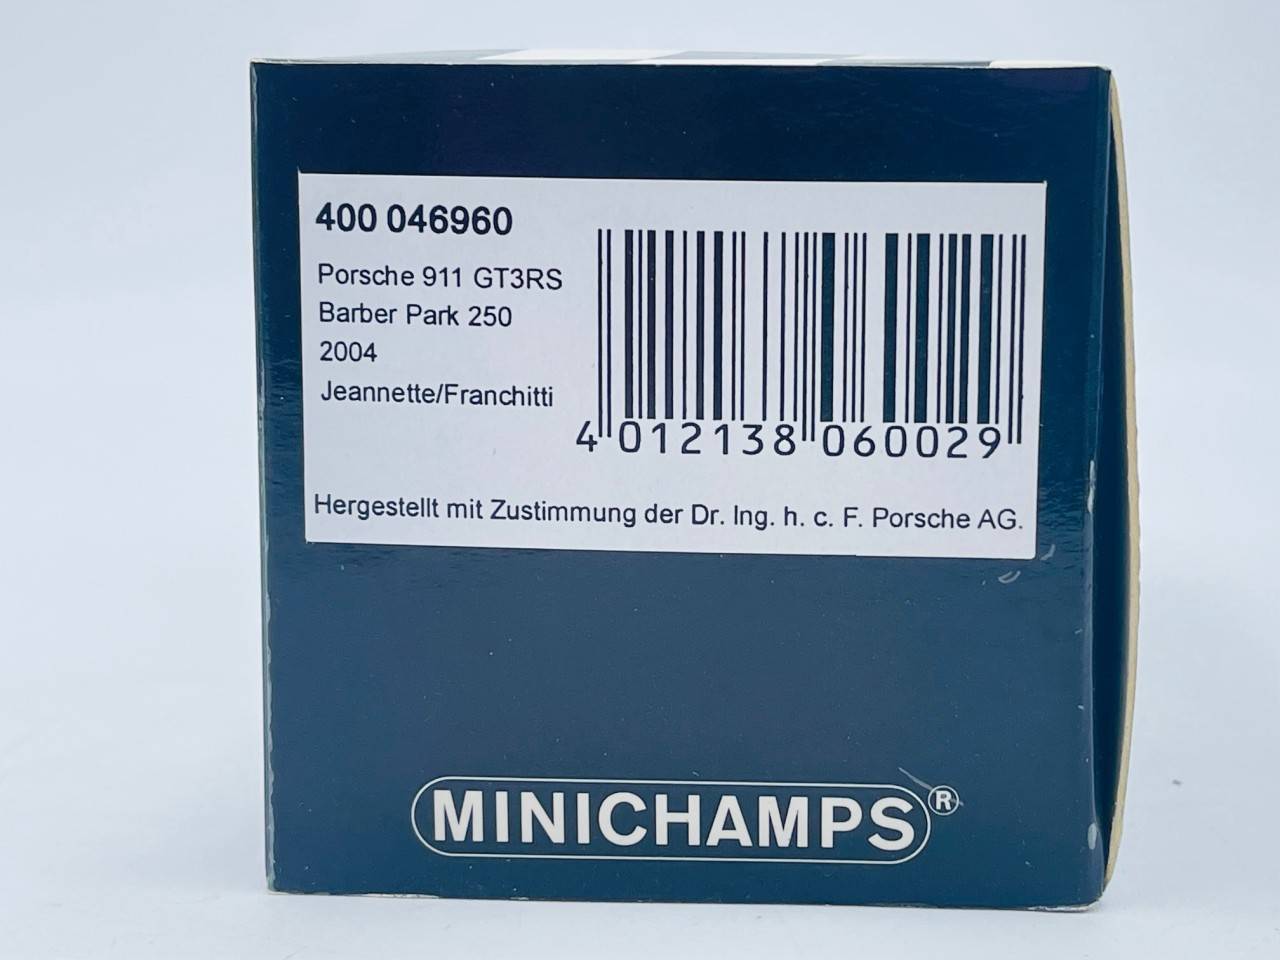 400 046960
Porsche 911 GT3RS
Barber Park 250
2004
Jeannette/Franchitti
4 012138 060029
Hergestellt mit Zustimmung der Dr. Ing. h. c. F. Porsche AG.
MINICHAMPS®